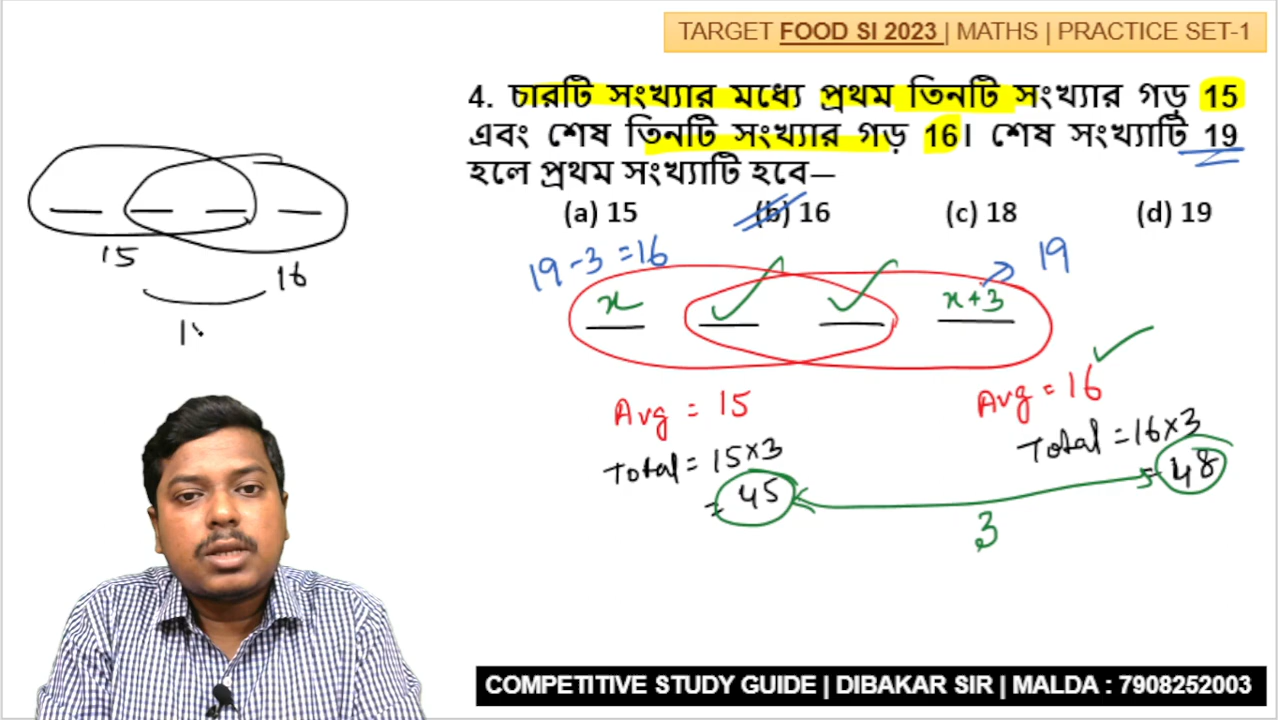 TARGET FOOD SI 2023 | MATHS | PRACTICE SET-1
4. চারটি সংখ্যার মধ্যে প্রথম তিনটি সংখ্যার গড় 15
এবং শেষ তিনটি সংখ্যার গড় 16। শেষ সংখ্যাটি 19
হলে প্রথম সংখ্যাটি হবে—
(a) 15 (b) 16 (c) 18 (d) 19
19-3=16
19
x
x+3
15
16
Avg = 15
Avg = 16
Total = 15×3
= 45
Total = 16×3
= 48
3
COMPETITIVE STUDY GUIDE | DIBAKAR SIR | MALDA : 7908252003